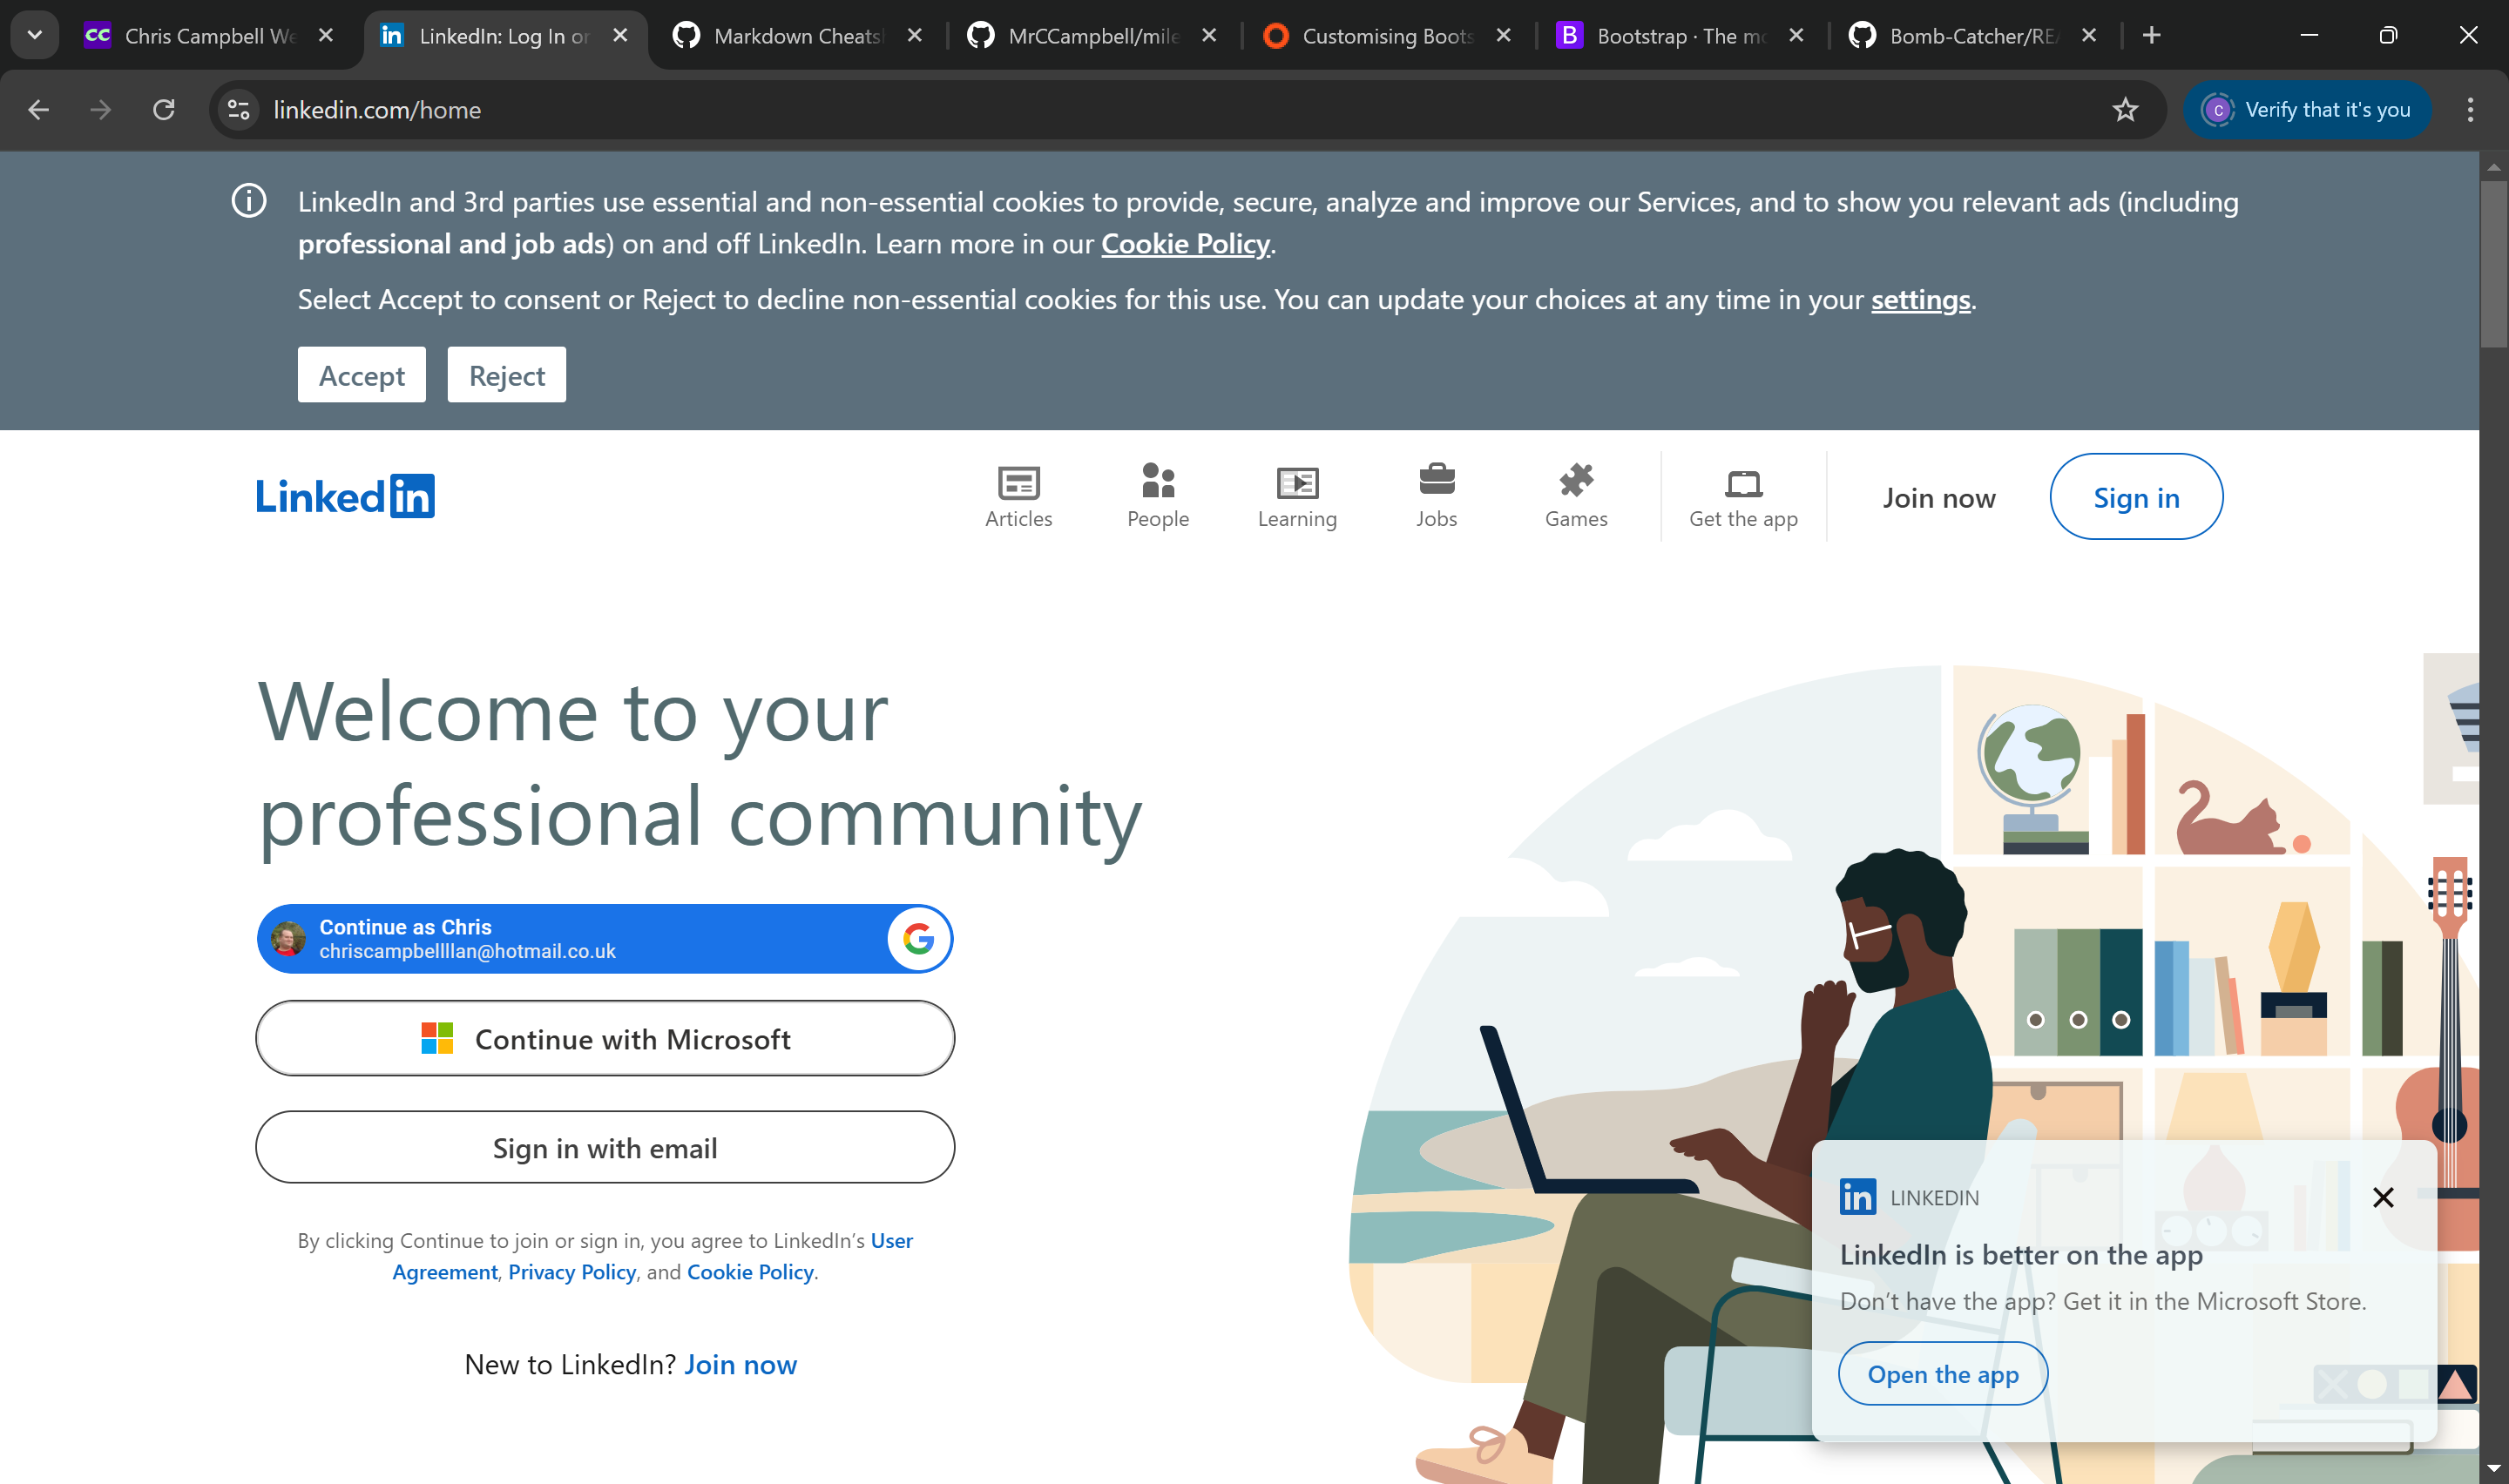 CC Chris Campbell We
in LinkedIn: Log In or
Markdown Cheats
MrCCampbell/mile
Customising Boots
B Bootstrap · The mo
Bomb-Catcher/REA
linkedin.com/home
C Verify that it's you
LinkedIn and 3rd parties use essential and non-essential cookies to provide, secure, analyze and improve our Services, and to show you relevant ads (including
professional and job ads) on and off LinkedIn. Learn more in our Cookie Policy.
Select Accept to consent or Reject to decline non-essential cookies for this use. You can update your choices at any time in your settings.
Accept
Reject
LinkedIn
Articles
People
Learning
Jobs
Games
Get the app
Join now
Sign in
Welcome to your
professional community
Continue as Chris
chriscampbellllan@hotmail.co.uk
Continue with Microsoft
Sign in with email
By clicking Continue to join or sign in, you agree to LinkedIn’s User
Agreement, Privacy Policy, and Cookie Policy.
New to LinkedIn? Join now
in LINKEDIN
LinkedIn is better on the app
Don’t have the app? Get it in the Microsoft Store.
Open the app